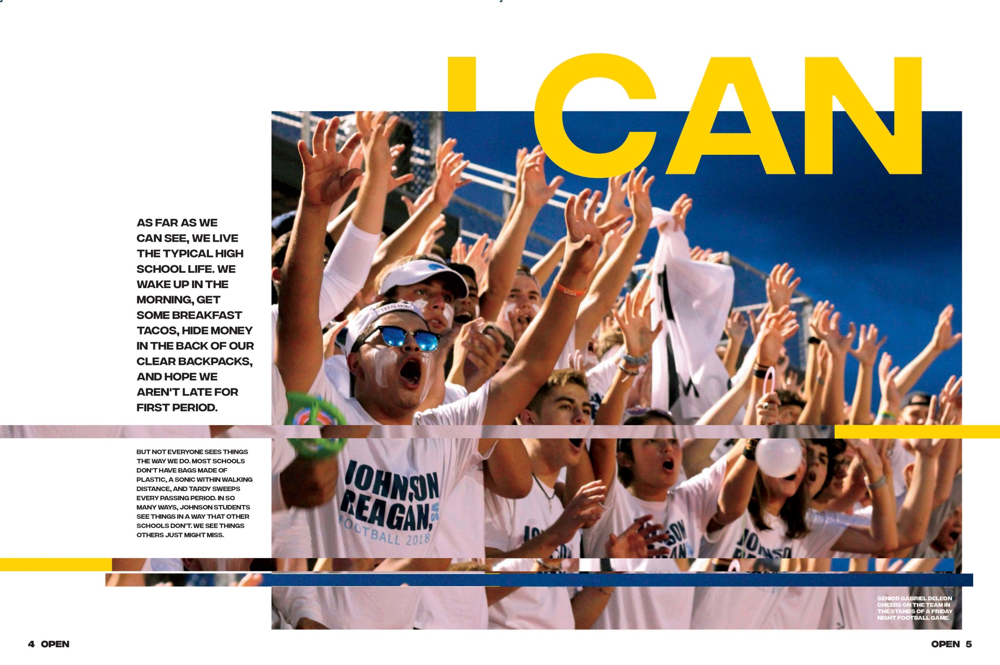 I CAN
AS FAR AS WE
CAN SEE, WE LIVE
THE TYPICAL HIGH
SCHOOL LIFE. WE
WAKE UP IN THE
MORNING, GET
SOME BREAKFAST
TACOS, HIDE MONEY
IN THE BACK OF OUR
CLEAR BACKPACKS,
AND HOPE WE
AREN'T LATE FOR
FIRST PERIOD.
BUT NOT EVERYONE SEES THINGS
THE WAY WE DO. MOST SCHOOLS
DON'T HAVE BAGS MADE OF
PLASTIC, A SONIC WITHIN WALKING
DISTANCE, AND TARDY SWEEPS
EVERY PASSING PERIOD. IN SO
MANY WAYS, JOHNSON STUDENTS
SEE THINGS IN A WAY THAT OTHER
SCHOOLS DON'T. WE SEE THINGS
OTHERS JUST MIGHT MISS.
JOHNSON
VS
REAGAN,
FOOTBALL 2018
SENIOR GABRIEL DELEON
CHEERS ON THE TEAM IN
THE STANDS OF A FRIDAY
NIGHT FOOTBALL GAME.
4 OPEN
OPEN 5